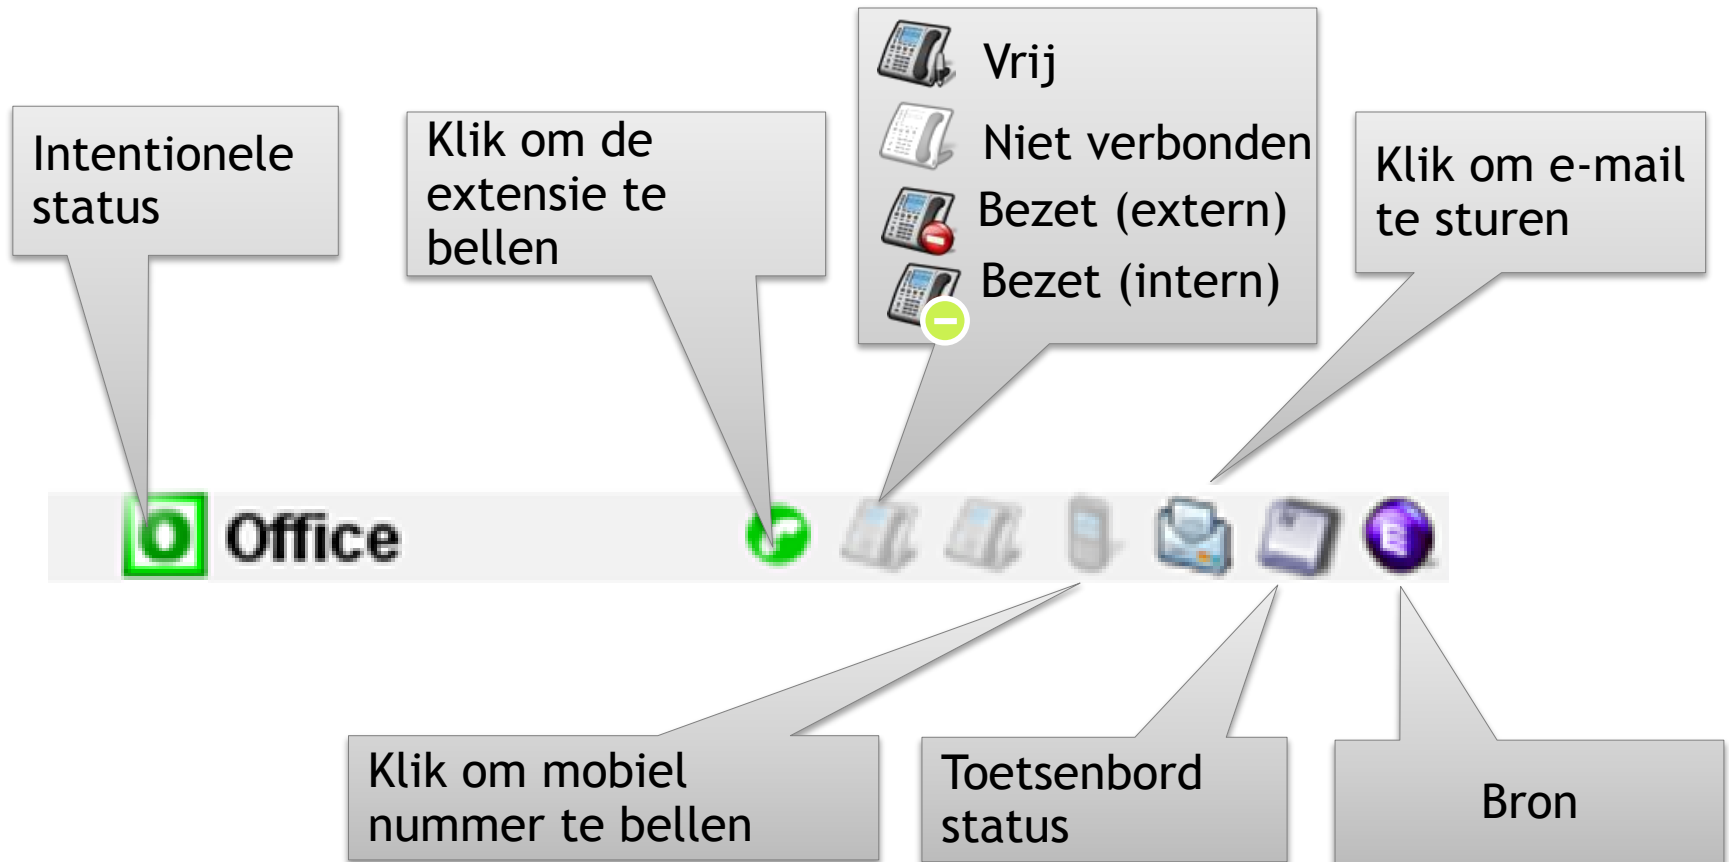 Vrij
Niet verbonden
Bezet (extern)
Bezet (intern)
Intentionele
status
Klik om de
extensie te
bellen
Klik om e-mail
te sturen
O Office
E
Klik om mobiel
nummer te bellen
Toetsenbord
status
Bron